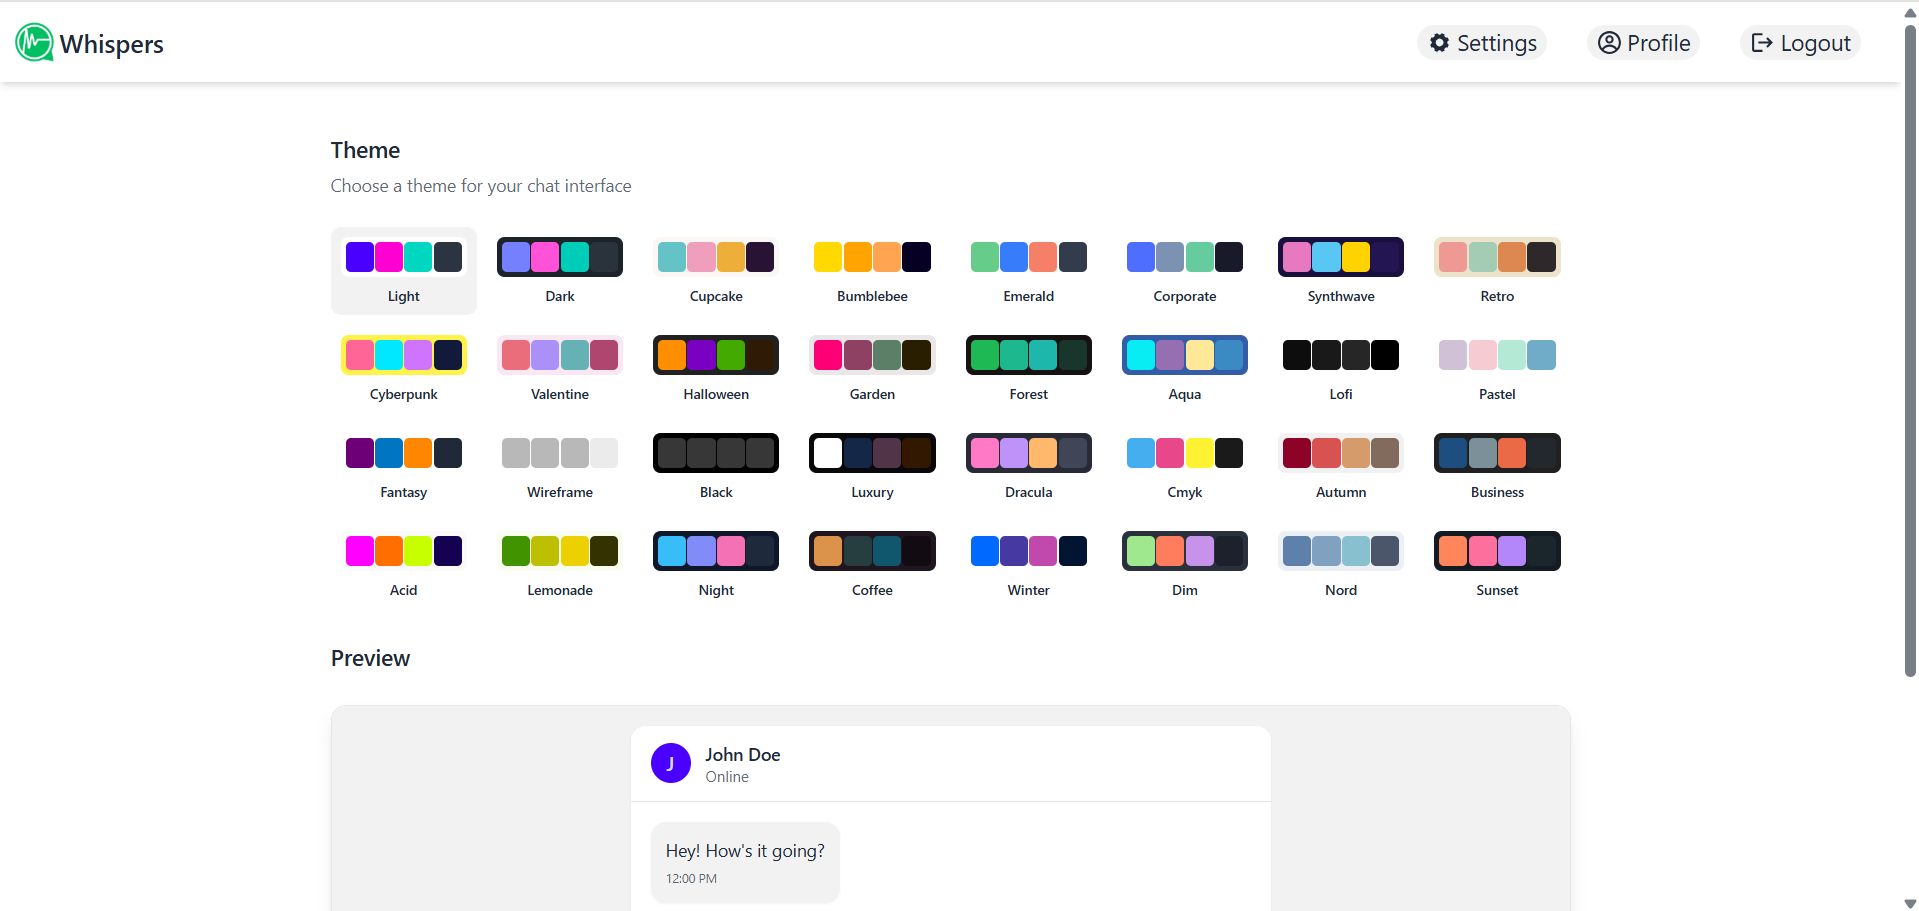 Whispers
Settings
Profile
Logout
Theme
Choose a theme for your chat interface
Light
Dark
Cupcake
Bumblebee
Emerald
Corporate
Synthwave
Retro
Cyberpunk
Valentine
Halloween
Garden
Forest
Aqua
Lofi
Pastel
Fantasy
Wireframe
Black
Luxury
Dracula
Cmyk
Autumn
Business
Acid
Lemonade
Night
Coffee
Winter
Dim
Nord
Sunset
Preview
J
John Doe
Online
Hey! How's it going?
12:00 PM